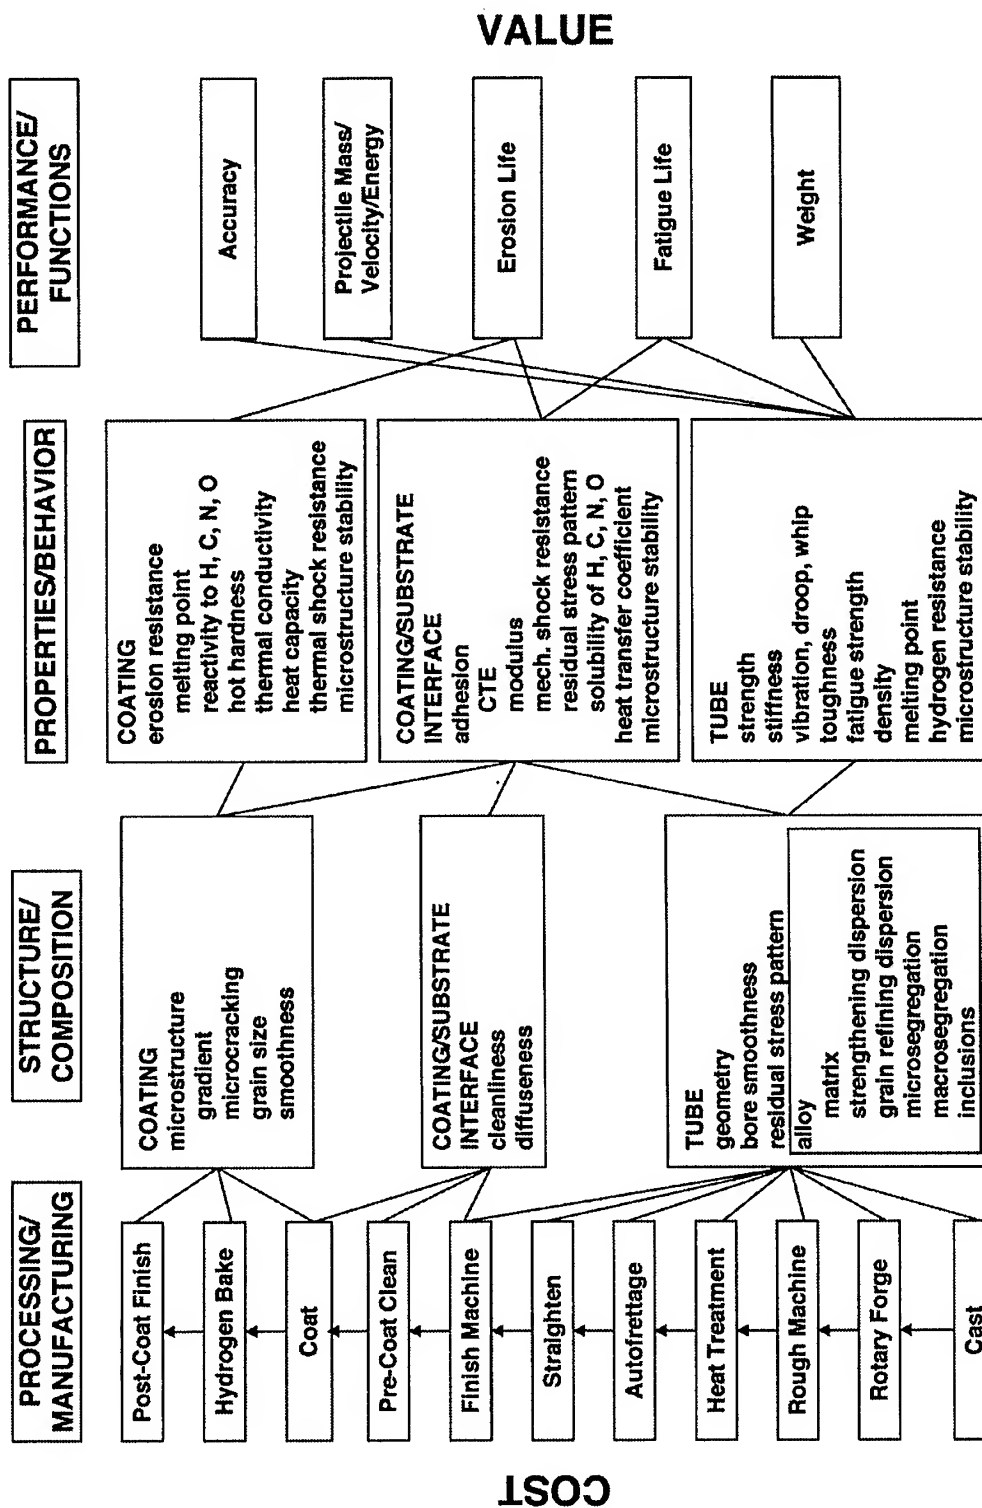 COST
PROCESSING/
MANUFACTURING
Post-Coat Finish
Hydrogen Bake
Coat
Pre-Coat Clean
Finish Machine
Straighten
Autofrettage
Heat Treatment
Rough Machine
Rotary Forge
Cast
STRUCTURE/
COMPOSITION
COATING
microstructure
gradient
microcracking
grain size
smoothness
COATING/SUBSTRATE
INTERFACE
cleanliness
diffuseness
TUBE
geometry
bore smoothness
residual stress pattern
alloy
matrix
strengthening dispersion
grain refining dispersion
microsegregation
macrosegregation
inclusions
PROPERTIES/BEHAVIOR
COATING
erosion resistance
melting point
reactivity to H, C, N, O
hot hardness
thermal conductivity
heat capacity
thermal shock resistance
microstructure stability
COATING/SUBSTRATE
INTERFACE
adhesion
CTE
modulus
mech. shock resistance
residual stress pattern
solubility of H, C, N, O
heat transfer coefficient
microstructure stability
TUBE
strength
stiffness
vibration, droop, whip
toughness
fatigue strength
density
melting point
hydrogen resistance
microstructure stability
PERFORMANCE/
FUNCTIONS
Accuracy
Projectile Mass/
Velocity/Energy
Erosion Life
Fatigue Life
Weight
VALUE